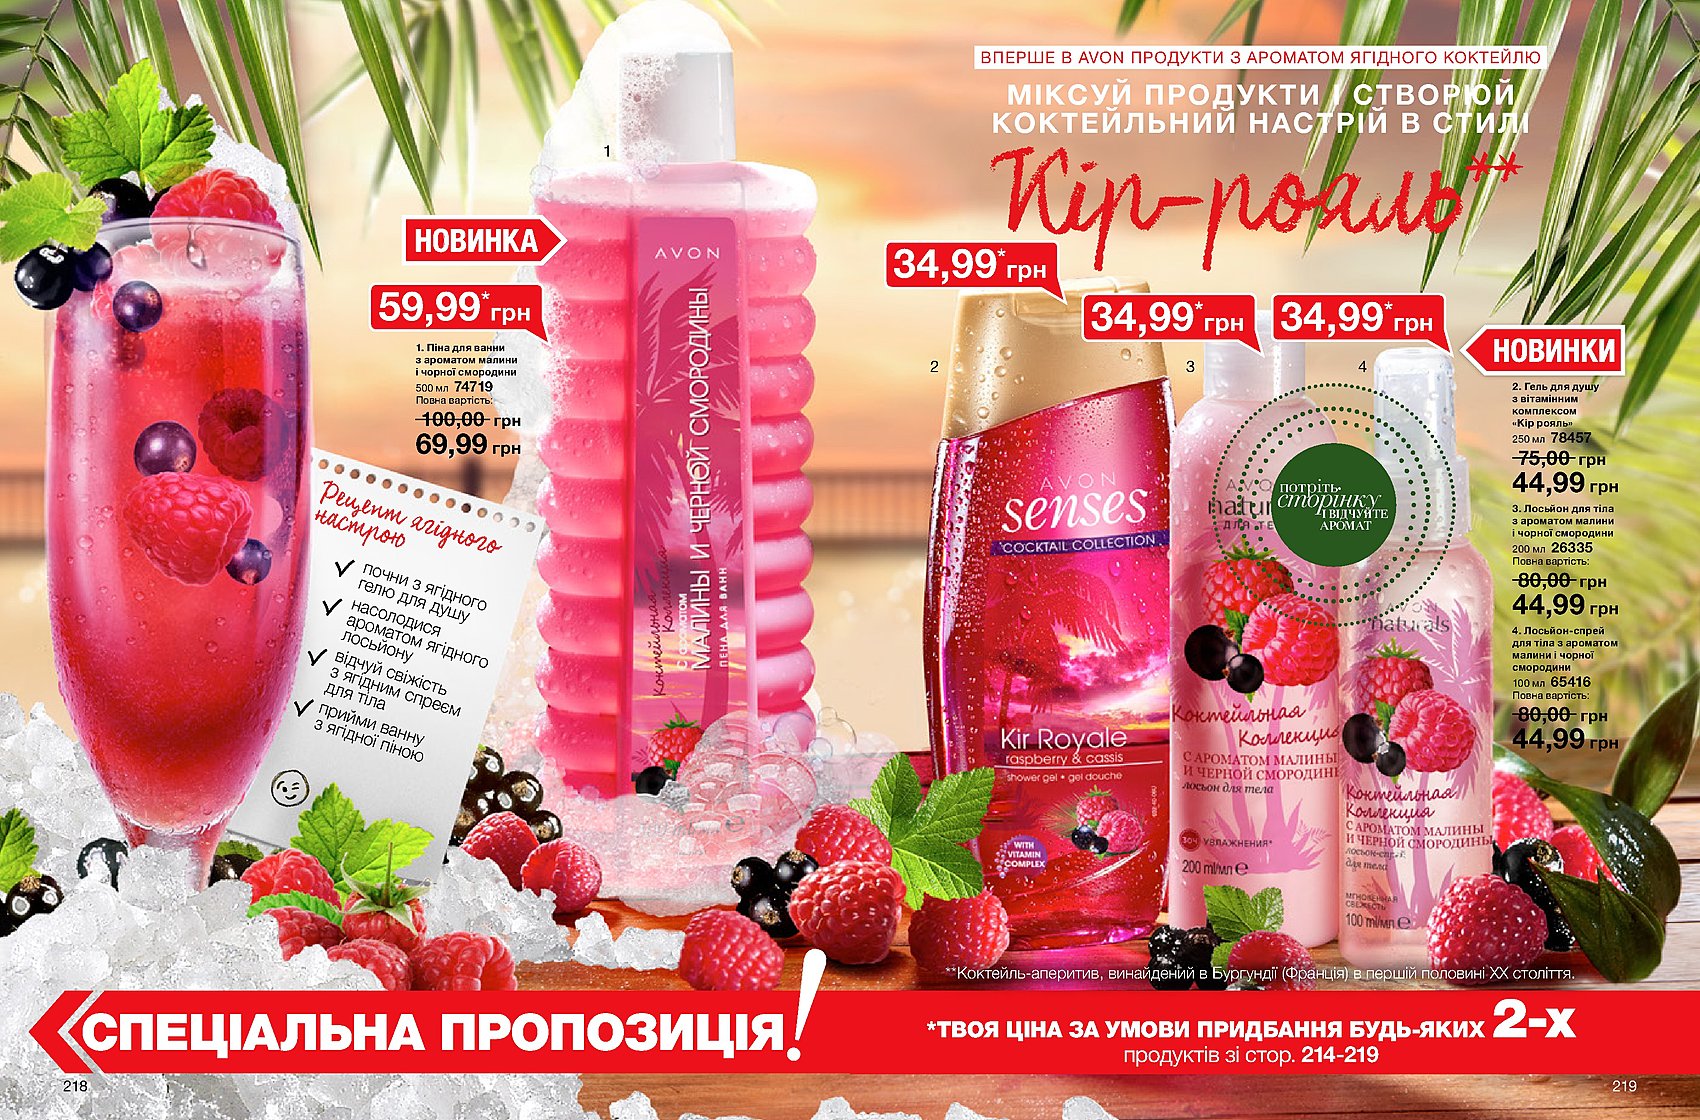 ВПЕРШЕ В AVON ПРОДУКТИ З АРОМАТОМ ЯГІДНОГО КОКТЕЙЛЮ
МІКСУЙ ПРОДУКТИ І СТВОРЮЙ
КОКТЕЙЛЬНИЙ НАСТРІЙ В СТИЛІ
Кір-рояль**
1
НОВИНКА
59,99* грн
1. Піна для ванни
з ароматом малини
і чорної смородини
500 мл 74719
Повна вартість:
100,00 грн
69,99 грн
Рецепт ягідного
настрою
почни з ягідного
гелю для душу
насолодися
ароматом ягідного
лосьйону
відчуй свіжість
з ягідним спреєм
для тіла
прийми ванну
з ягідної піною
AVON
Коктейльная
Коллекция
С АРОМАТОМ
МАЛИНЫ И ЧЕРНОЙ СМОРОДИНЫ
ПЕНА ДЛЯ ВАНН
34,99* грн
34,99* грн
34,99* грн
НОВИНКИ
2
3
4
AVON
senses
COCKTAIL COLLECTION
Kir Royale
raspberry & cassis
shower gel • gel douche
WITH
VITAMIN
COMPLEX
потріть
сторінку
і відчуйте
аромат
Коктейльная
Коллекция
С АРОМАТОМ МАЛИНЫ
И ЧЕРНОЙ СМОРОДИНЫ
лосьон для тела
УВЛАЖНЕНИЯ*
200 ml/мл e
naturals
Коктейльная
Коллекция
С АРОМАТОМ МАЛИНЫ
И ЧЕРНОЙ СМОРОДИНЫ
лосьон-спрей
для тела
МГНОВЕННАЯ
СВЕЖЕСТЬ
100 ml/мл e
2. Гель для душу
з вітамінним
комплексом
«Кір рояль»
250 мл 78457
75,00 грн
44,99 грн
3. Лосьйон для тіла
з ароматом малини
і чорної смородини
200 мл 26335
Повна вартість:
80,00 грн
44,99 грн
4. Лосьйон-спрей
для тіла з ароматом
малини і чорної
смородини
100 мл 65416
Повна вартість:
80,00 грн
44,99 грн
**Коктейль-аперитив, винайдений в Бургундії (Франція) в першій половині XX століття.
СПЕЦІАЛЬНА ПРОПОЗИЦІЯ!
*ТВОЯ ЦІНА ЗА УМОВИ ПРИДБАННЯ БУДЬ-ЯКИХ 2-х
продуктів зі стор. 214-219
218
219